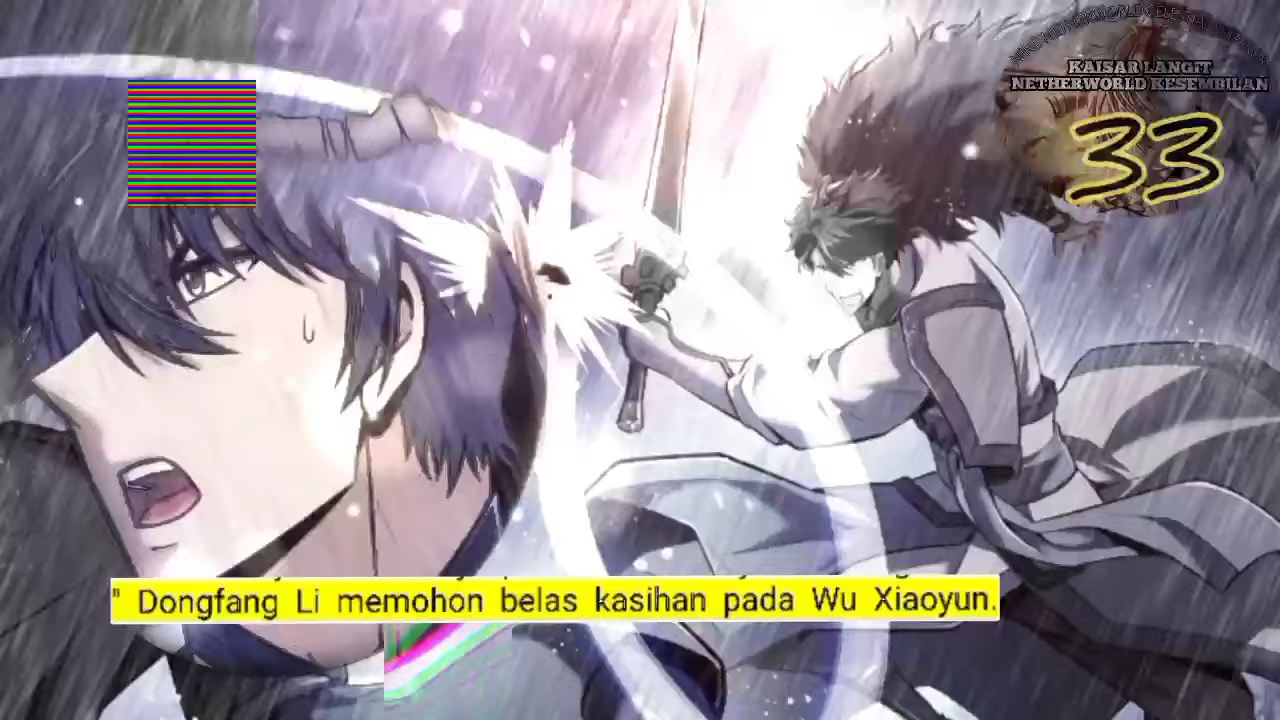 KAISAR LANGIT
NETHERWORLD KESEMBILAN
33
" Dongfang Li memohon belas kasihan pada Wu Xiaoyun.